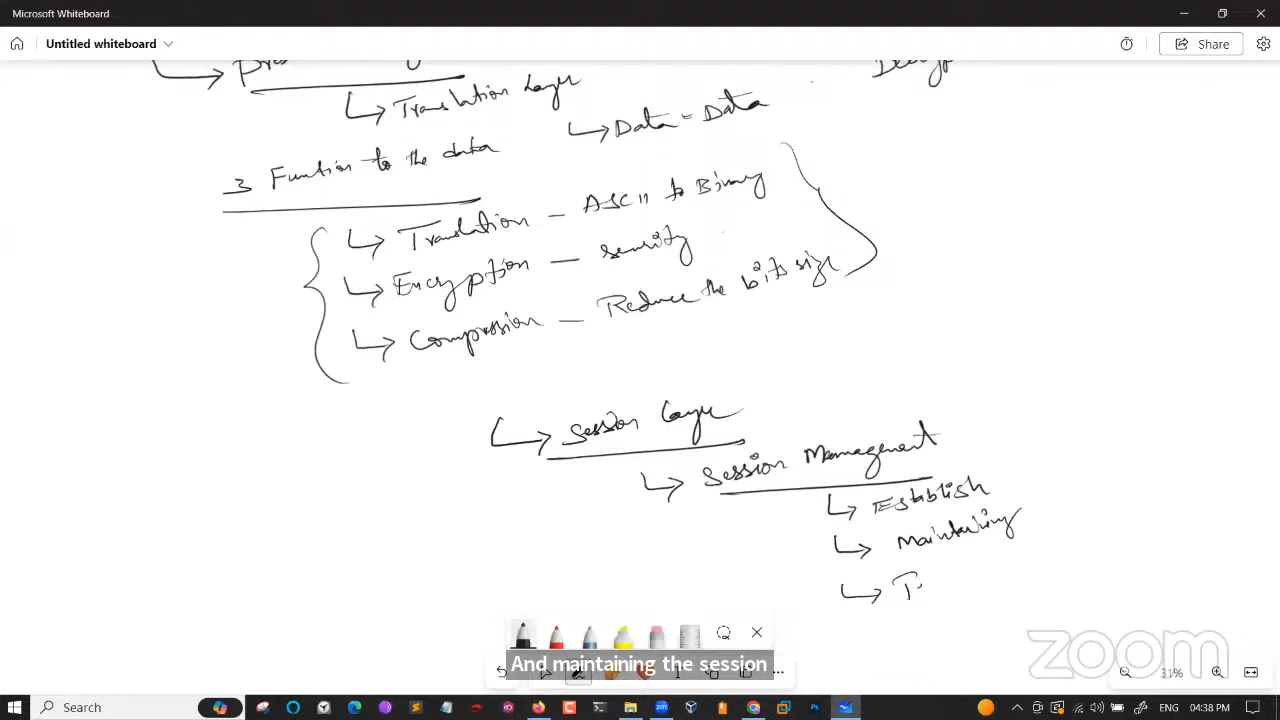 Microsoft Whiteboard
Untitled whiteboard
Share
Translation Layer
Data = Data
3 Funtion to the data
Translation - ASCII to Binary
Encryption - Security
Compression - Reduce the bits size
Session Layer
Session Management
Establish
Maintaining
T
And maintaining the session
zoom
31%
Search
ENG 04:38 PM